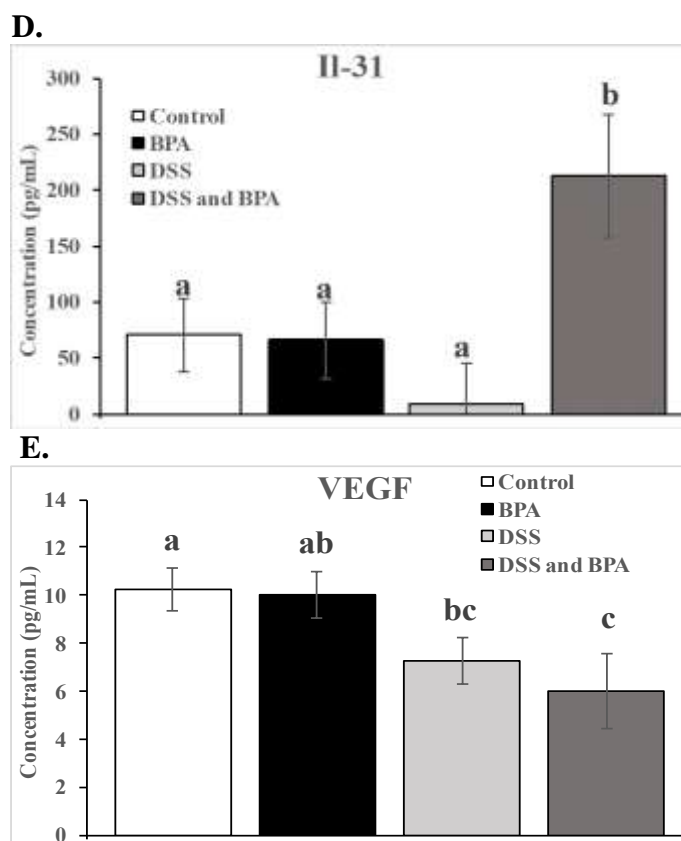 D.
Il-31
300
250
200
150
100
50
0
Concentration (pg/mL)
Control
BPA
DSS
DSS and BPA
a
a
a
b
E.
VEGF
14
12
10
8
6
4
2
0
Concentration (pg/mL)
Control
BPA
DSS
DSS and BPA
a
ab
bc
c